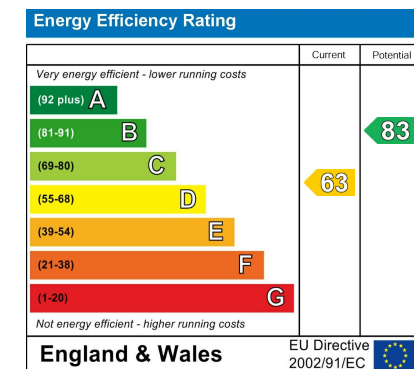 Energy Efficiency Rating
Current Potential
Very energy efficient - lower running costs
(92 plus) A
(81-91) B
83
(69-80) C
63
(55-68) D
(39-54) E
(21-38) F
(1-20) G
Not energy efficient - higher running costs
England & Wales
EU Directive
2002/91/EC